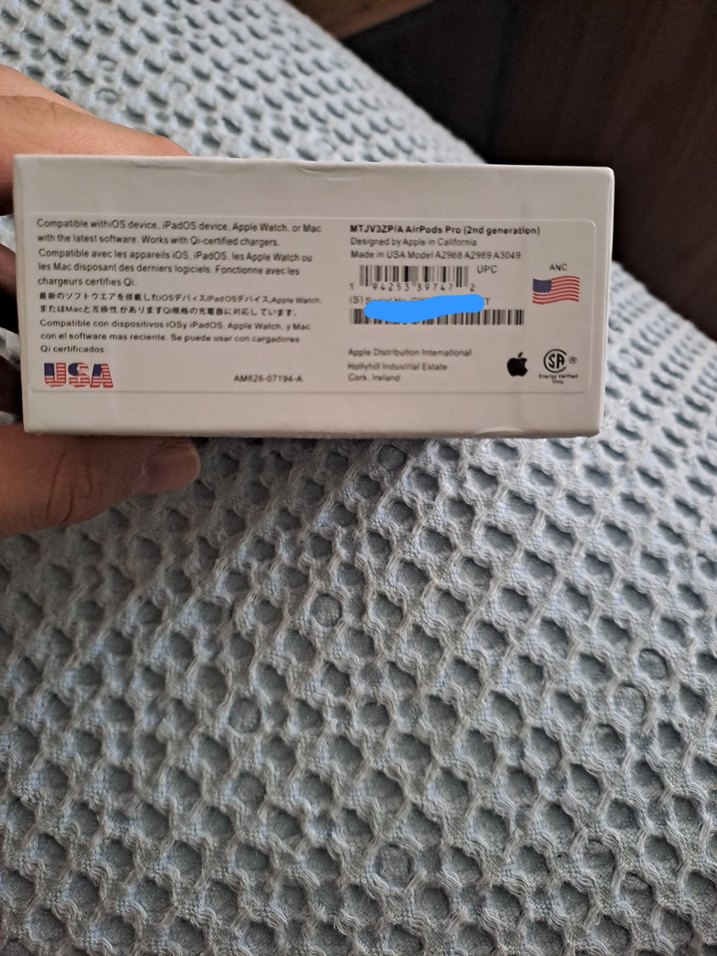 Compatible withiOS device, iPadOS device, Apple Watch, or Mac
with the latest software. Works with Qi-certified chargers.
Compatible avec les appareils iOS, iPadOS, les Apple Watch ou
les Mac disposant des derniers logiciels. Fonctionne avec les
chargeurs certifies Qi.
最新のソフトウエアを搭載したiOSデバイスiPadOSデバイス,Apple Watch,
またはMacと互換性がありますQi規格の充電器に対応しています.
Compatible con dispositivos iOSy iPadOS, Apple Watch, y Mac
con el software mas reciente. Se puede usar con cargadores
Qi certificados.
USA
AM626-07194-A
MTJV3ZP/A AirPods Pro (2nd generation)
Designed by Apple in California
Made in USA Model A2968 A2969 A3049
UPC
1 94253 39747 2
(S) Serial No.
T
Apple Distribution International
Hollyhill Industrial Estate
Cork, Ireland
ANC
SA ®
Energy Verified
Only